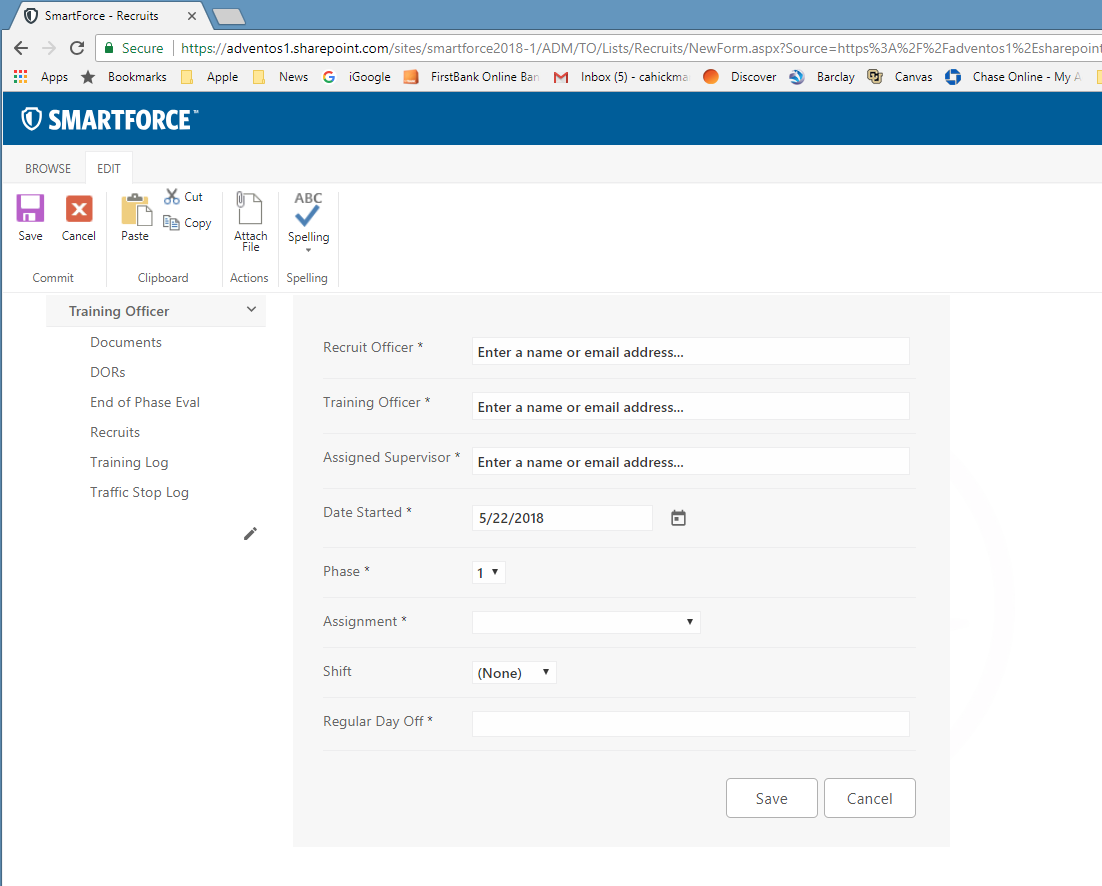 SmartForce - Recruits
Secure https://adventos1.sharepoint.com/sites/smartforce2018-1/ADM/TO/Lists/Recruits/NewForm.aspx?Source=https%3A%2F%2Fadventos1%2Esharepoint
Apps Bookmarks Apple News iGoogle FirstBank Online Ban Inbox (5) - cahickma Discover Barclay Canvas Chase Online - My A
SMARTFORCE™
BROWSE EDIT
Save Cancel Paste Cut Copy Attach File ABC Spelling
Commit Clipboard Actions Spelling
Training Officer
Documents
DORs
End of Phase Eval
Recruits
Training Log
Traffic Stop Log
Recruit Officer * Enter a name or email address...
Training Officer * Enter a name or email address...
Assigned Supervisor * Enter a name or email address...
Date Started * 5/22/2018
Phase * 1
Assignment *
Shift (None)
Regular Day Off *
Save Cancel